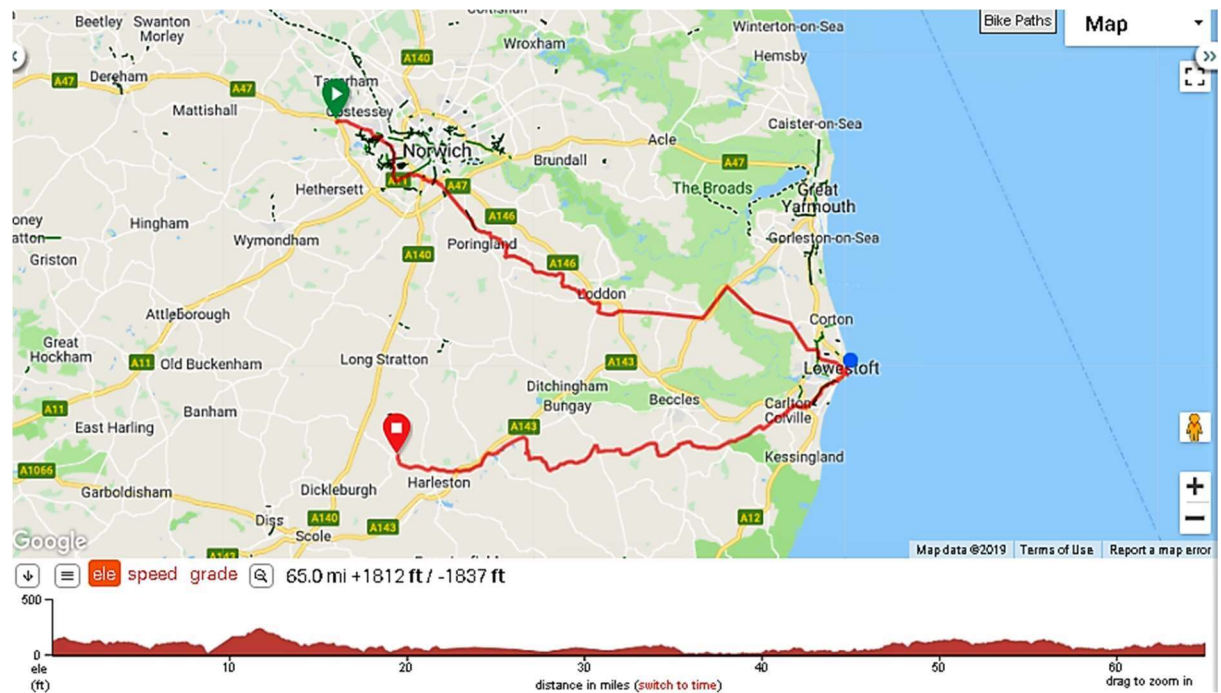 Beetley
Swanton
Morley
Wroxham
Winterton-on-Sea
Bike Paths
Map
A140
Hemsby
A47
Dereham
A47
Taverham
Mattishall
Costessey
Caister-on-Sea
Norwich
Acle
A47
Brundall
A11
A47
The Broads
Great
Yarmouth
Hethersett
Hingham
A146
Gorleston-on-Sea
Wymondham
Poringland
Griston
A140
A146
Loddon
Attleborough
Corton
Great
Hockham
A11
Old Buckenham
Long Stratton
A143
Lowestoft
Ditchingham
Bungay
Beccles
Carlton
Colville
A11
Banham
East Harling
A143
Kessingland
A1066
Garboldisham
Dickleburgh
Harleston
Diss
A140
A143
A12
Scole
Google
Map data ©2019
Terms of Use
Report a map error
ele speed grade 65.0 mi +1812 ft / -1837 ft
500
0
ele
(ft)
10
20
30
40
50
60
distance in miles (switch to time)
drag to zoom in